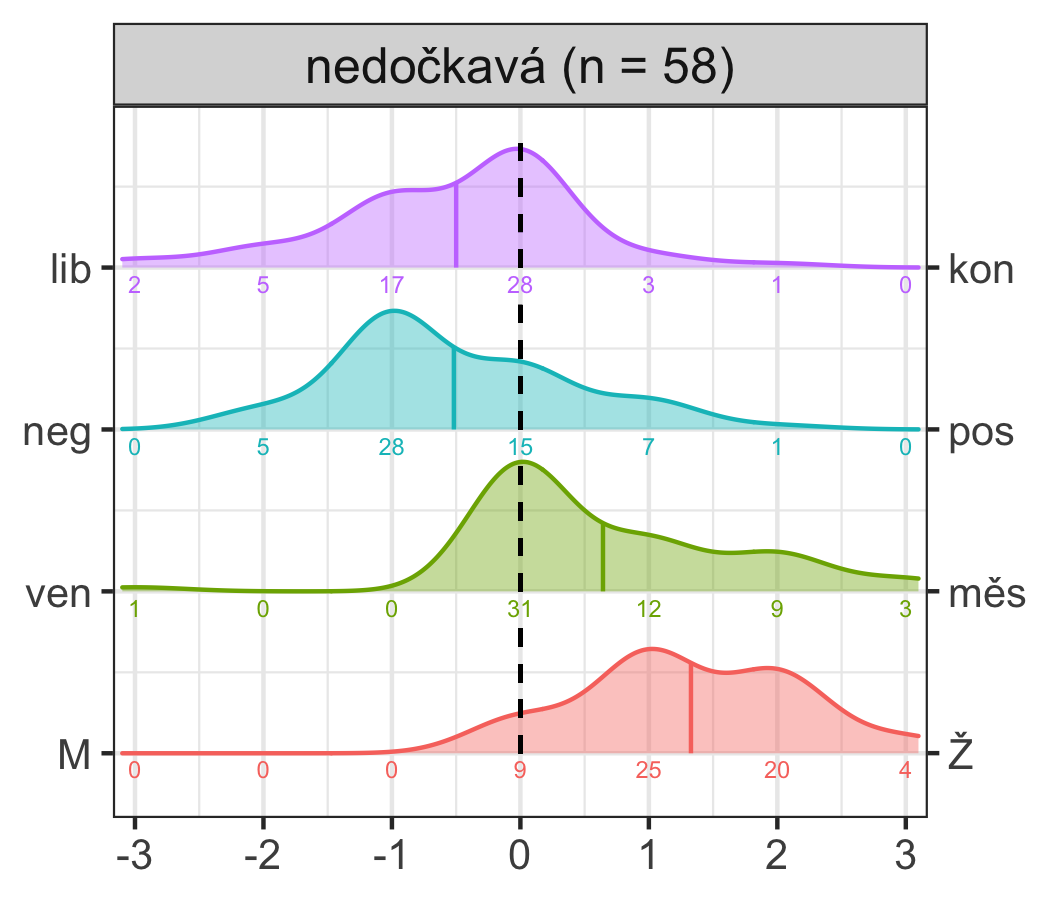 nedočkavá (n = 58)
lib kon
2 5 17 28 3 1 0
neg pos
0 5 28 15 7 1 0
ven měs
1 0 0 31 12 9 3
M Ž
0 0 0 9 25 20 4
-3 -2 -1 0 1 2 3